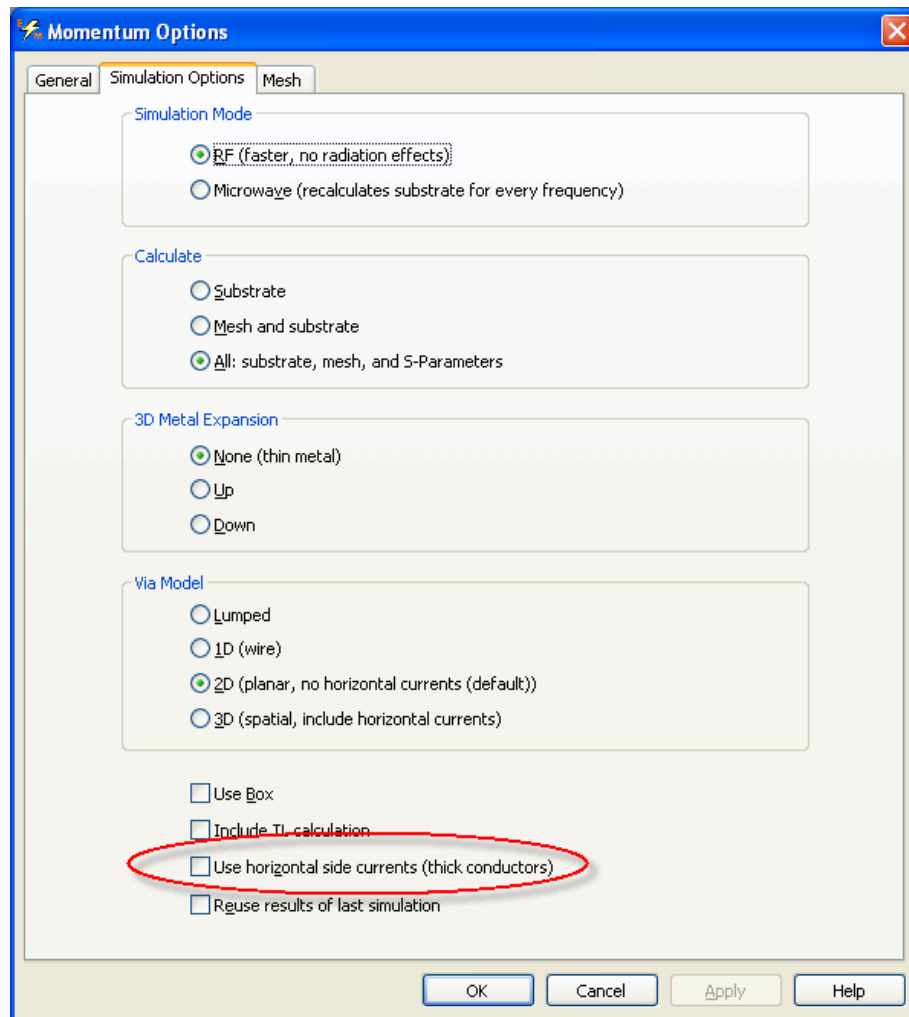 Momentum Options
General Simulation Options Mesh
Simulation Mode
RF (faster, no radiation effects)
Microwave (recalculates substrate for every frequency)
Calculate
Substrate
Mesh and substrate
All: substrate, mesh, and S-Parameters
3D Metal Expansion
None (thin metal)
Up
Down
Via Model
Lumped
1D (wire)
2D (planar, no horizontal currents (default))
3D (spatial, include horizontal currents)
Use Box
Include TL calculation
Use horizontal side currents (thick conductors)
Reuse results of last simulation
OK Cancel Apply Help